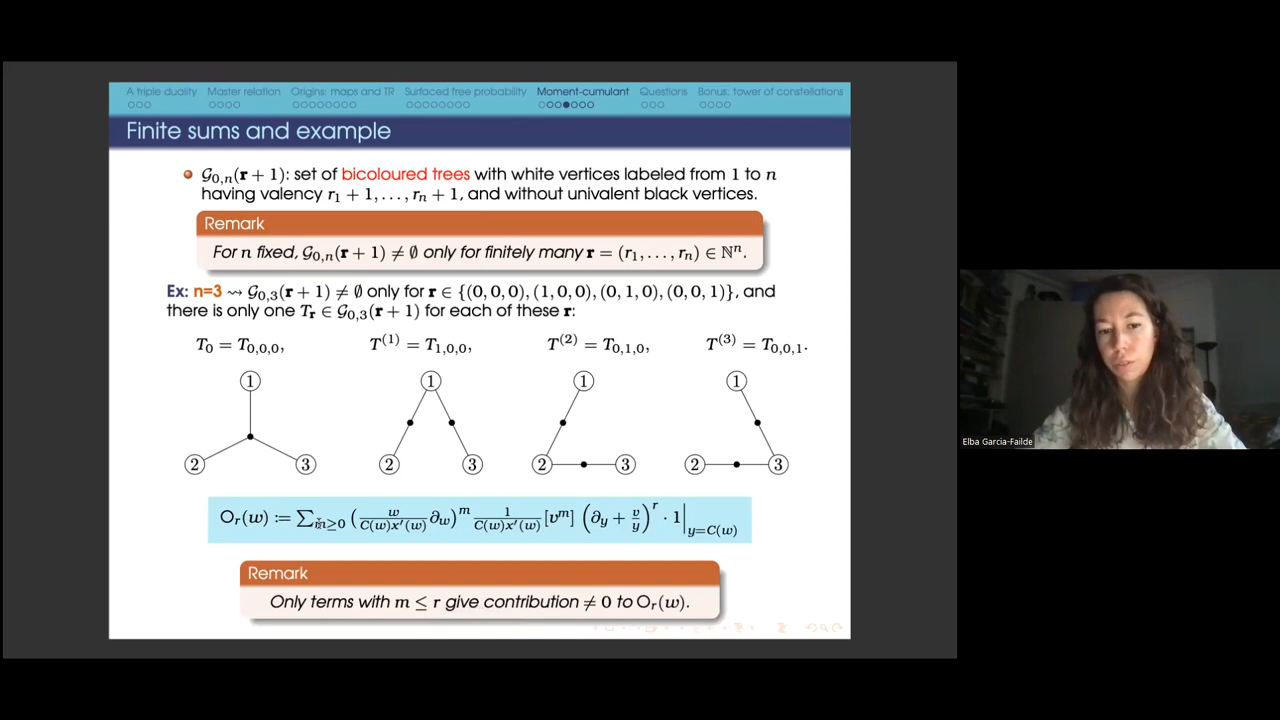 A triple duality Master relation Origins: maps and TR Surfaced free probability Moment-cumulant Questions Bonus: tower of constellations
Finite sums and example
𝒢₀,ₙ(𝐫 + 1): set of bicoloured trees with white vertices labeled from 1 to n
having valency r₁ + 1, . . . , rₙ + 1, and without univalent black vertices.
Remark
For n fixed, 𝒢₀,ₙ(𝐫 + 1) ≠ ∅ only for finitely many 𝐫 = (r₁, . . . , rₙ) ∈ ℕⁿ.
Ex: n=3 ⇝ 𝒢₀,₃(𝐫 + 1) ≠ ∅ only for 𝐫 ∈ {(0, 0, 0), (1, 0, 0), (0, 1, 0), (0, 0, 1)}, and
there is only one T_𝐫 ∈ 𝒢₀,₃(𝐫 + 1) for each of these 𝐫:
T₀ = T₀,₀,₀, T⁽¹⁾ = T₁,₀,₀, T⁽²⁾ = T₀,₁,₀, T⁽³⁾ = T₀,₀,₁.
1 1 1 1
2 3 2 3 2 3 2 3
O_r(w) ≔ ∑_{m≥0} (w/(C(w)x′(w)) ∂_w)^m 1/(C(w)x′(w)) [v^m] (∂_y + v/y)^r · 1|_{y=C(w)}
Remark
Only terms with m ≤ r give contribution ≠ 0 to O_r(w).
Elba Garcia-Failde